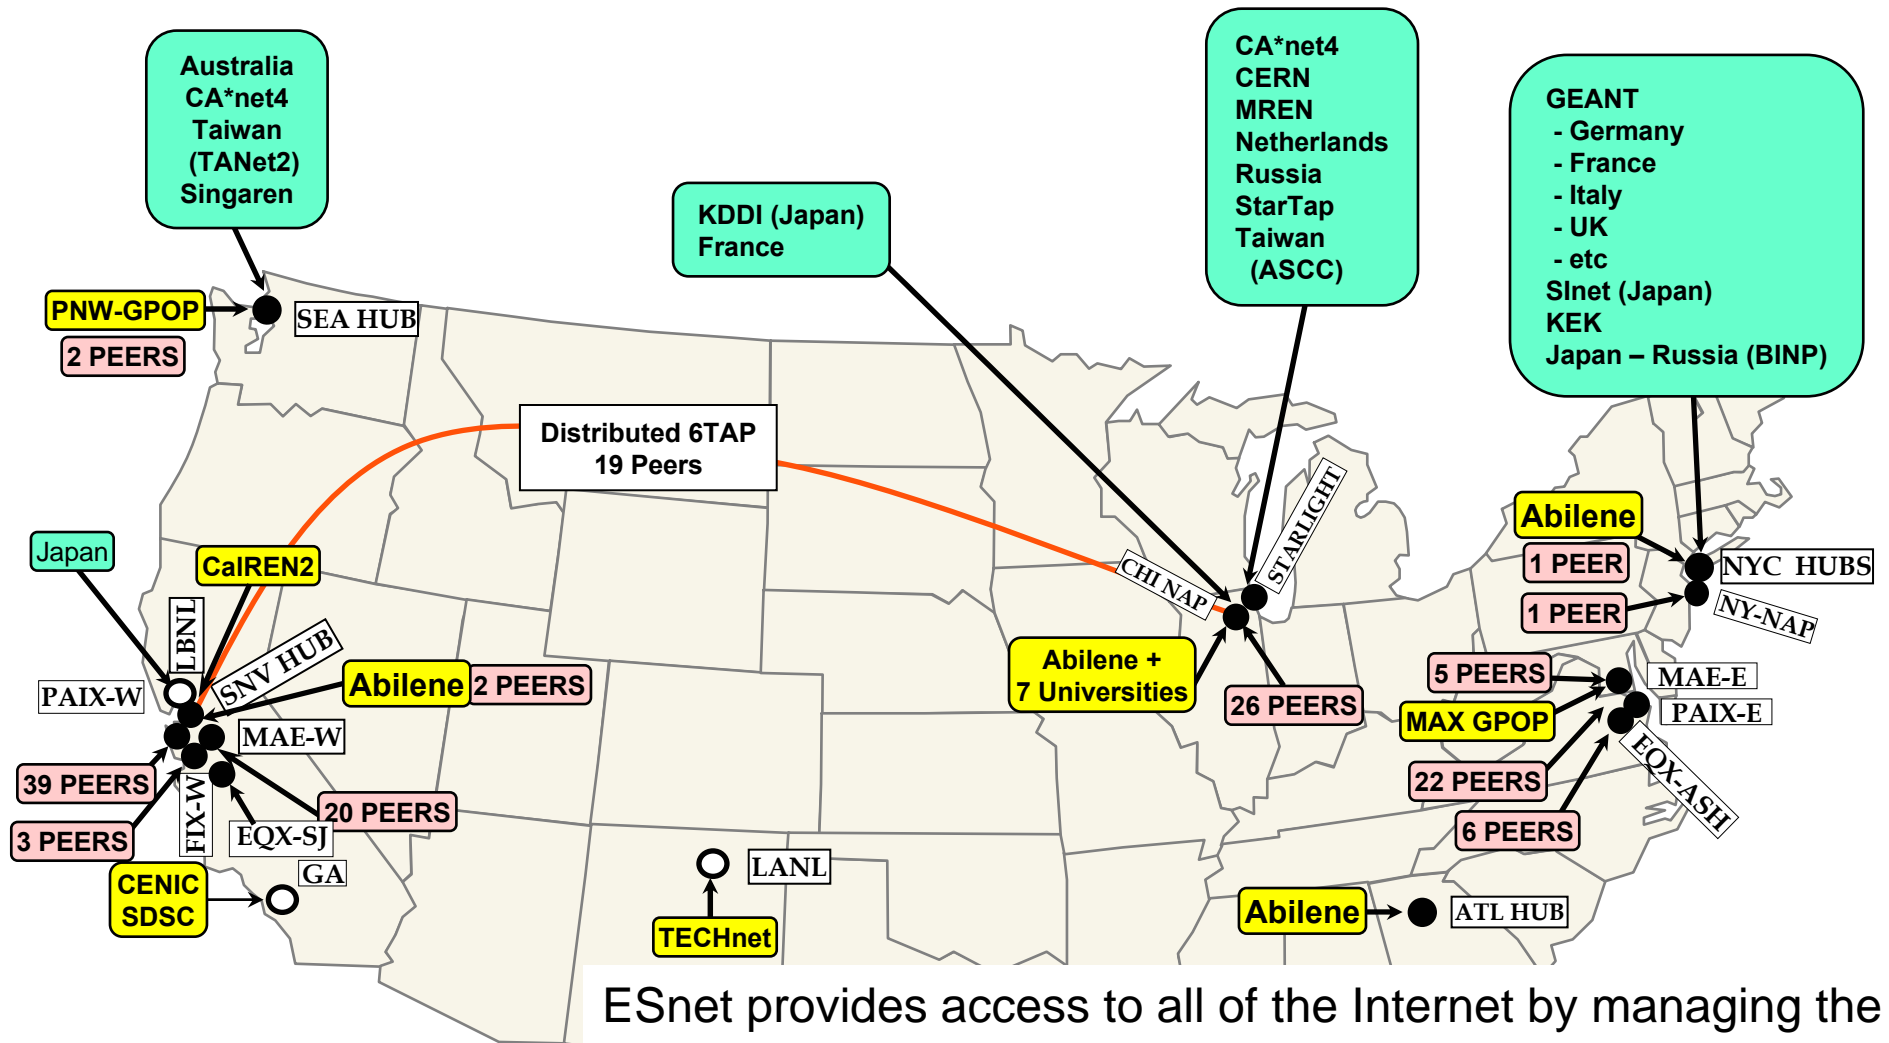 Australia
CA*net4
Taiwan
(TANet2)
Singaren
CA*net4
CERN
MREN
Netherlands
Russia
StarTap
Taiwan
(ASCC)
GEANT
- Germany
- France
- Italy
- UK
- etc
SInet (Japan)
KEK
Japan – Russia (BINP)
KDDI (Japan)
France
PNW-GPOP
SEA HUB
2 PEERS
Distributed 6TAP
19 Peers
Japan
CalREN2
LBNL
SNV HUB
PAIX-W
Abilene
2 PEERS
MAE-W
39 PEERS
3 PEERS
FIX-W
20 PEERS
EQX-SJ
GA
CENIC
SDSC
LANL
TECHnet
CHI NAP
STARLIGHT
Abilene +
7 Universities
26 PEERS
Abilene
1 PEER
NYC HUBS
1 PEER
NY-NAP
5 PEERS
MAE-E
MAX GPOP
PAIX-E
22 PEERS
EQX-ASH
6 PEERS
Abilene
ATL HUB
ESnet provides access to all of the Internet by managing the